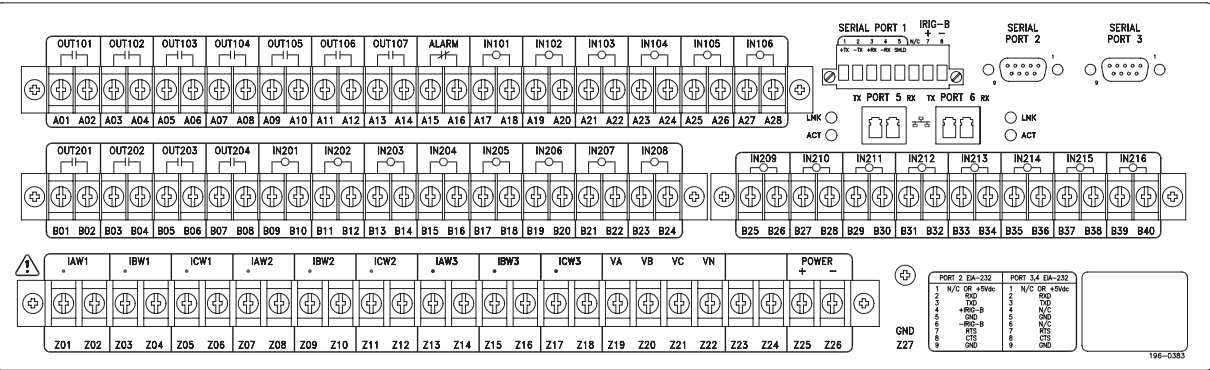 OUT101 OUT102 OUT103 OUT104 OUT105 OUT106 OUT107 ALARM IN101 IN102 IN103 IN104 IN105 IN106
A01 A02 A03 A04 A05 A06 A07 A08 A09 A10 A11 A12 A13 A14 A15 A16 A17 A18 A19 A20 A21 A22 A23 A24 A25 A26 A27 A28
SERIAL PORT 1 IRIG-B
+ -
1 2 3 4 5 N/C 7 8
+TX -TX +RX -RX SHLD
SERIAL
PORT 2
1
9
SERIAL
PORT 3
1
9
TX PORT 5 RX TX PORT 6 RX
LNK
ACT
LNK
ACT
OUT201 OUT202 OUT203 OUT204 IN201 IN202 IN203 IN204 IN205 IN206 IN207 IN208
B01 B02 B03 B04 B05 B06 B07 B08 B09 B10 B11 B12 B13 B14 B15 B16 B17 B18 B19 B20 B21 B22 B23 B24
IN209 IN210 IN211 IN212 IN213 IN214 IN215 IN216
B25 B26 B27 B28 B29 B30 B31 B32 B33 B34 B35 B36 B37 B38 B39 B40
IAW1 IBW1 ICW1 IAW2 IBW2 ICW2 IAW3 IBW3 ICW3 VA VB VC VN POWER
+ -
Z01 Z02 Z03 Z04 Z05 Z06 Z07 Z08 Z09 Z10 Z11 Z12 Z13 Z14 Z15 Z16 Z17 Z18 Z19 Z20 Z21 Z22 Z23 Z24 Z25 Z26
GND
Z27
PORT 2 EIA-232
1 N/C OR +5Vdc
2 RXD
3 TXD
4 +IRIG-B
5 GND
6 -IRIG-B
7 RTS
8 CTS
9 GND
PORT 3,4 EIA-232
1 N/C OR +5Vdc
2 RXD
3 TXD
4 N/C
5 GND
6 N/C
7 RTS
8 CTS
9 GND
196-0383